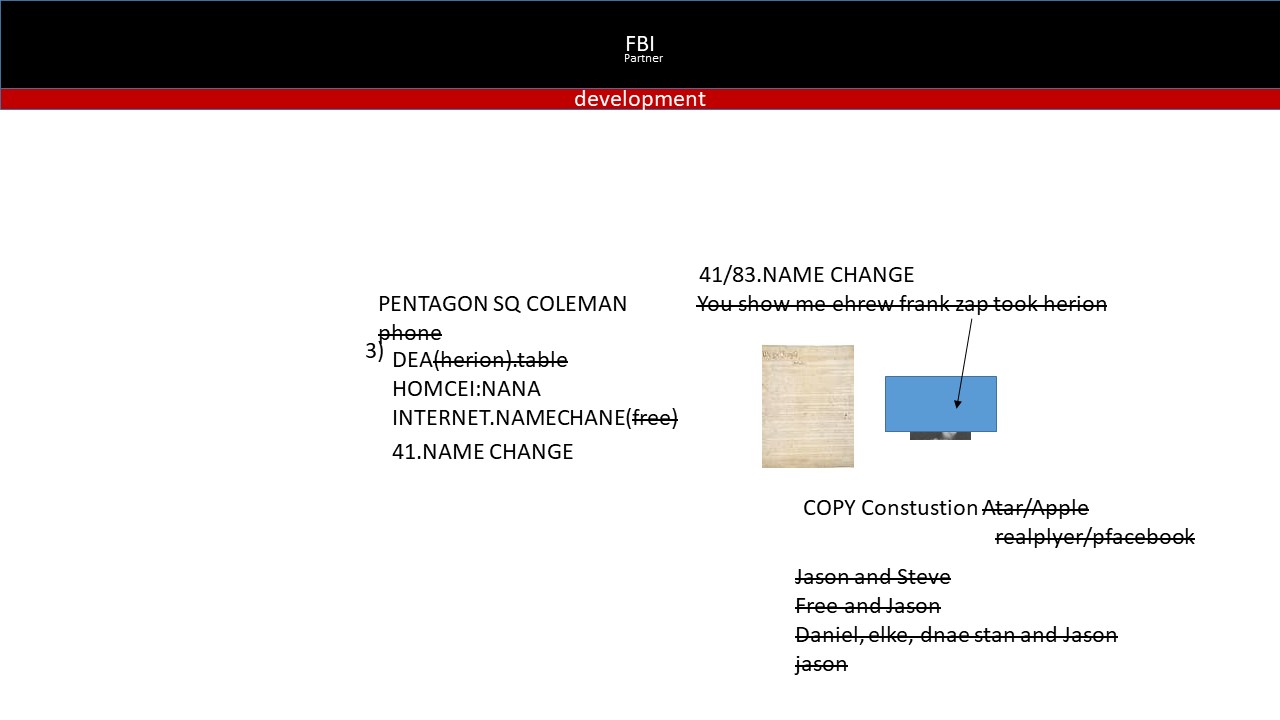 FBI
Partner
development
PENTAGON SQ COLEMAN
phone
3)
DEA(herion).table
HOMCEI:NANA
INTERNET.NAMECHANE(free)
41.NAME CHANGE
41/83.NAME CHANGE
You show me ehrew frank zap took herion
COPY Constustion Atar/Apple
realplyer/pfacebook
Jason and Steve
Free and Jason
Daniel, elke, dnae stan and Jason
jason